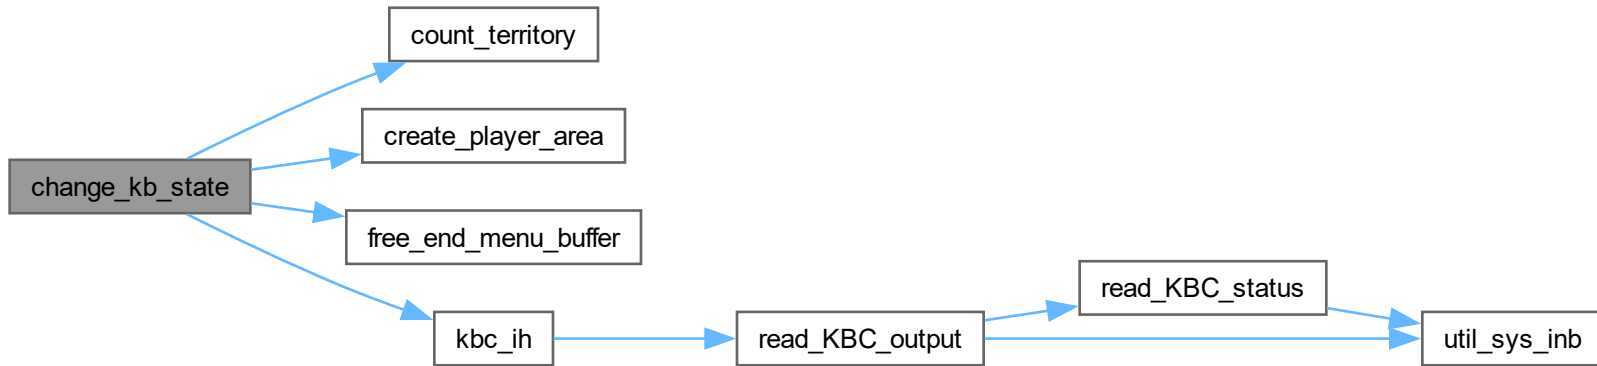 count_territory
create_player_area
change_kb_state
free_end_menu_buffer
read_KBC_status
kbc_ih
read_KBC_output
util_sys_inb